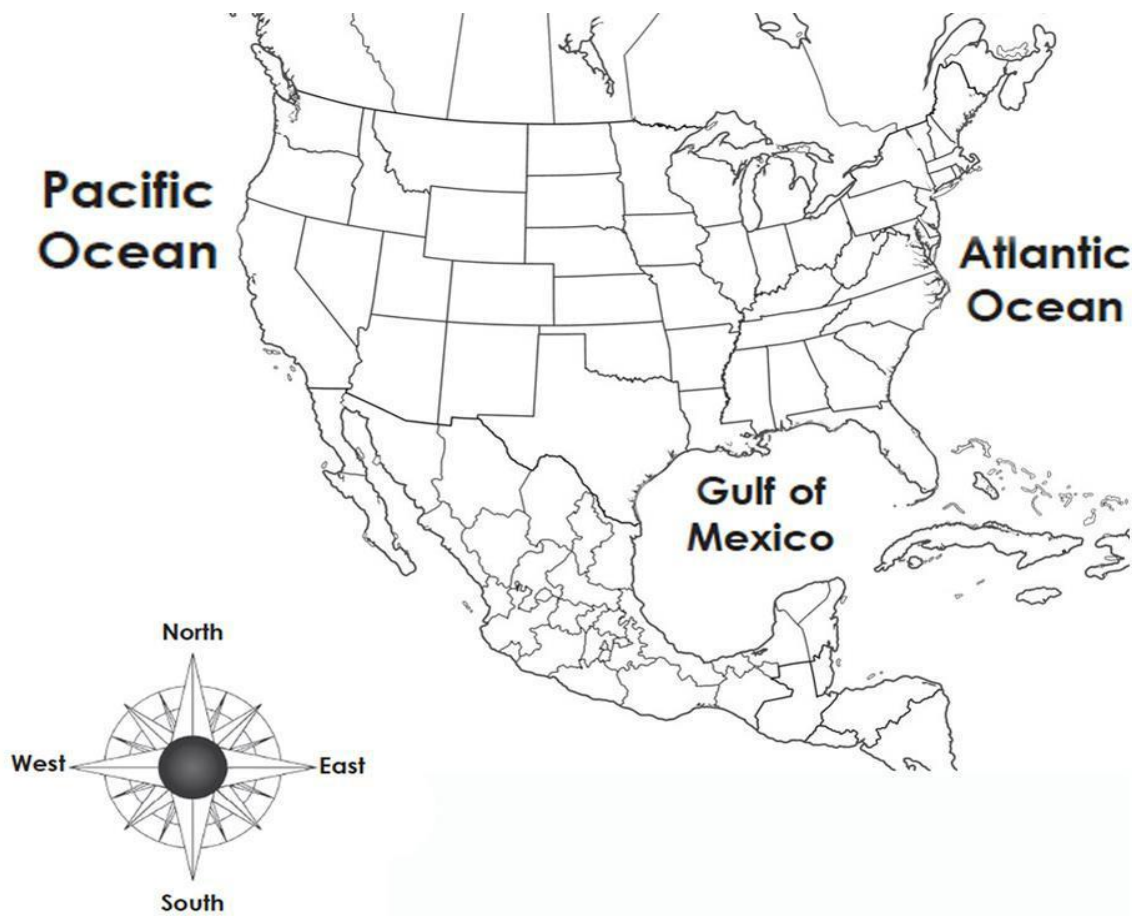 Pacific
Ocean
Atlantic
Ocean
Gulf of
Mexico
North
West
East
South